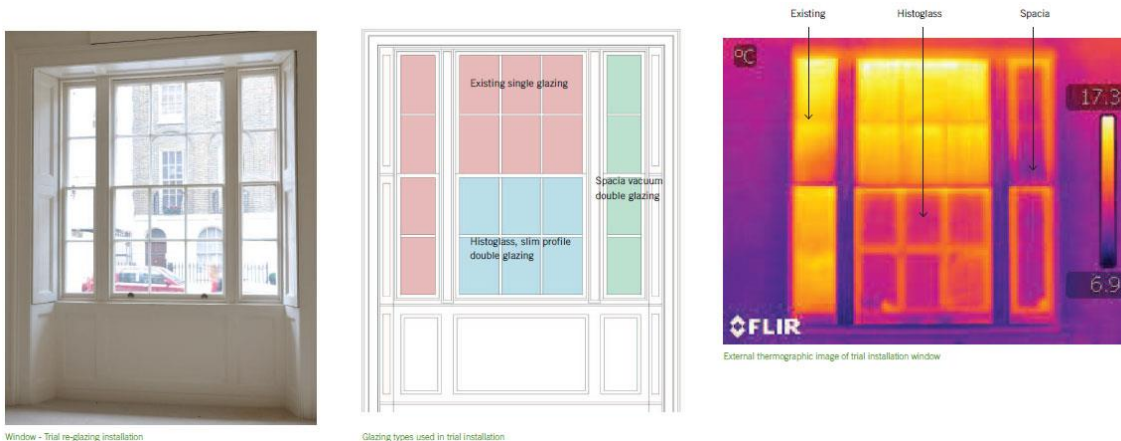 Existing
Histoglass
Spacia
Existing single glazing
Spacia vacuum
double glazing
Histoglass, slim profile
double glazing
°C
17.3
6.9
FLIR
External thermographic image of trial installation window
Window - Trial re-glazing installation
Glazing types used in trial installation